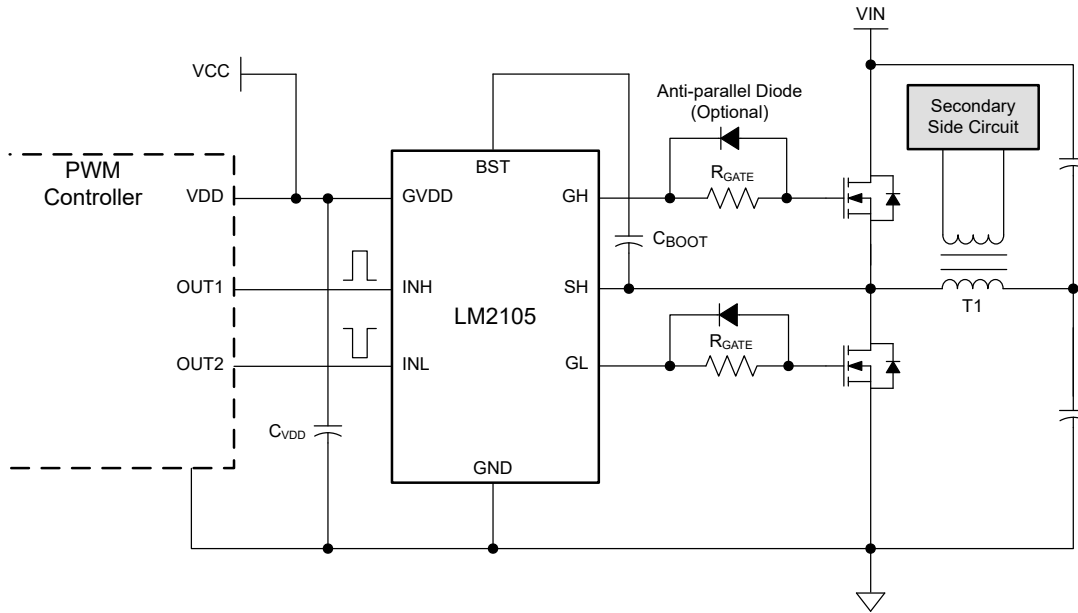 VIN
VCC
Anti-parallel Diode
(Optional)
Secondary
Side Circuit
PWM
Controller
VDD
GVDD
BST
GH
RGATE
CBOOT
OUT1
INH
SH
LM2105
T1
OUT2
INL
GL
RGATE
CVDD
GND